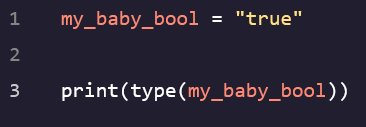 1 my_baby_bool = "true"
2
3 print(type(my_baby_bool))